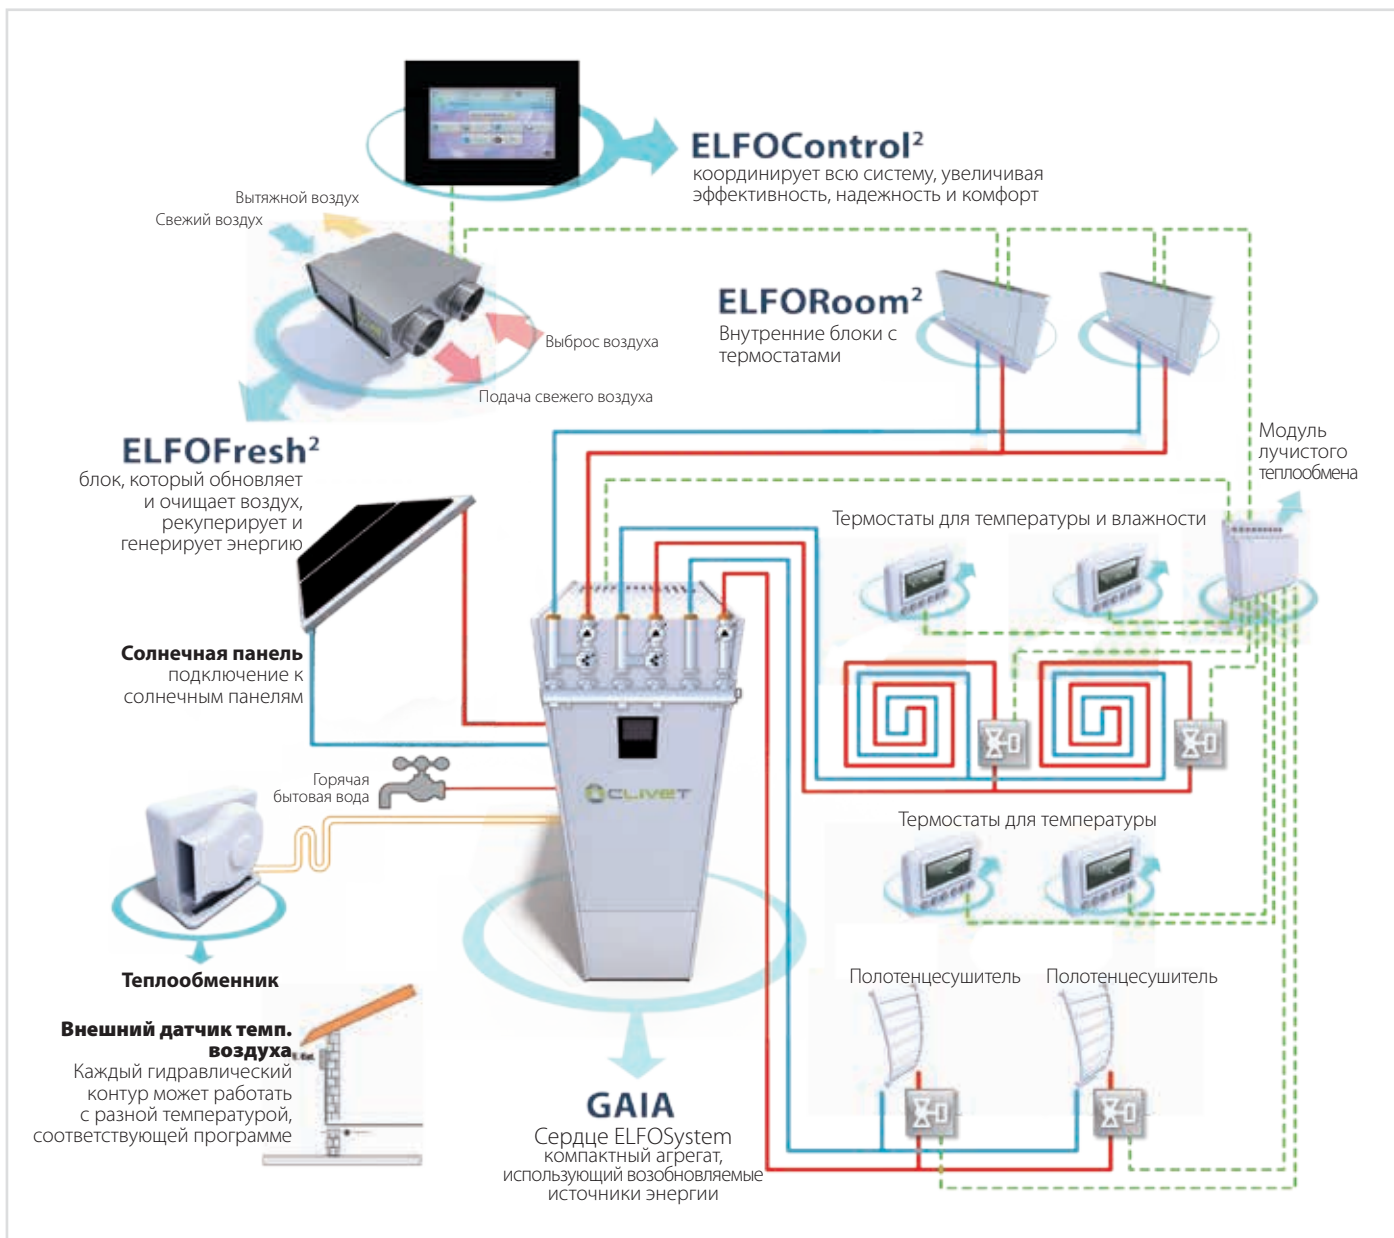 ELFOControl²
координирует всю систему, увеличивая
эффективность, надежность и комфорт
Вытяжной воздух
Свежий воздух
Выброс воздуха
Подача свежего воздуха
ELFORoom²
Внутренние блоки с
термостатами
ELFOFresh²
блок, который обновляет
и очищает воздух,
рекуперирует и
генерирует энергию
Модуль
лучистого
теплообмена
Термостаты для температуры и влажности
Солнечная панель
подключение к
солнечным панелям
Горячая
бытовая вода
CLIVET
Термостаты для температуры
Теплообменник
Полотенцесушитель
Полотенцесушитель
Внешний датчик темп.
воздуха
Каждый гидравлический
контур может работать
с разной температурой,
соответствующей программе
GAIA
Сердце ELFOSystem
компактный агрегат,
использующий возобновляемые
источники энергии